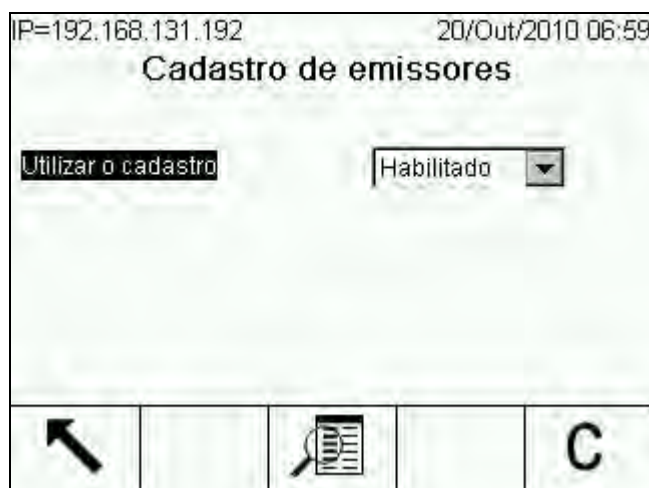 IP=192.168.131.192 20/Out/2010 06:59
Cadastro de emissores
Utilizar o cadastro Habilitado
C